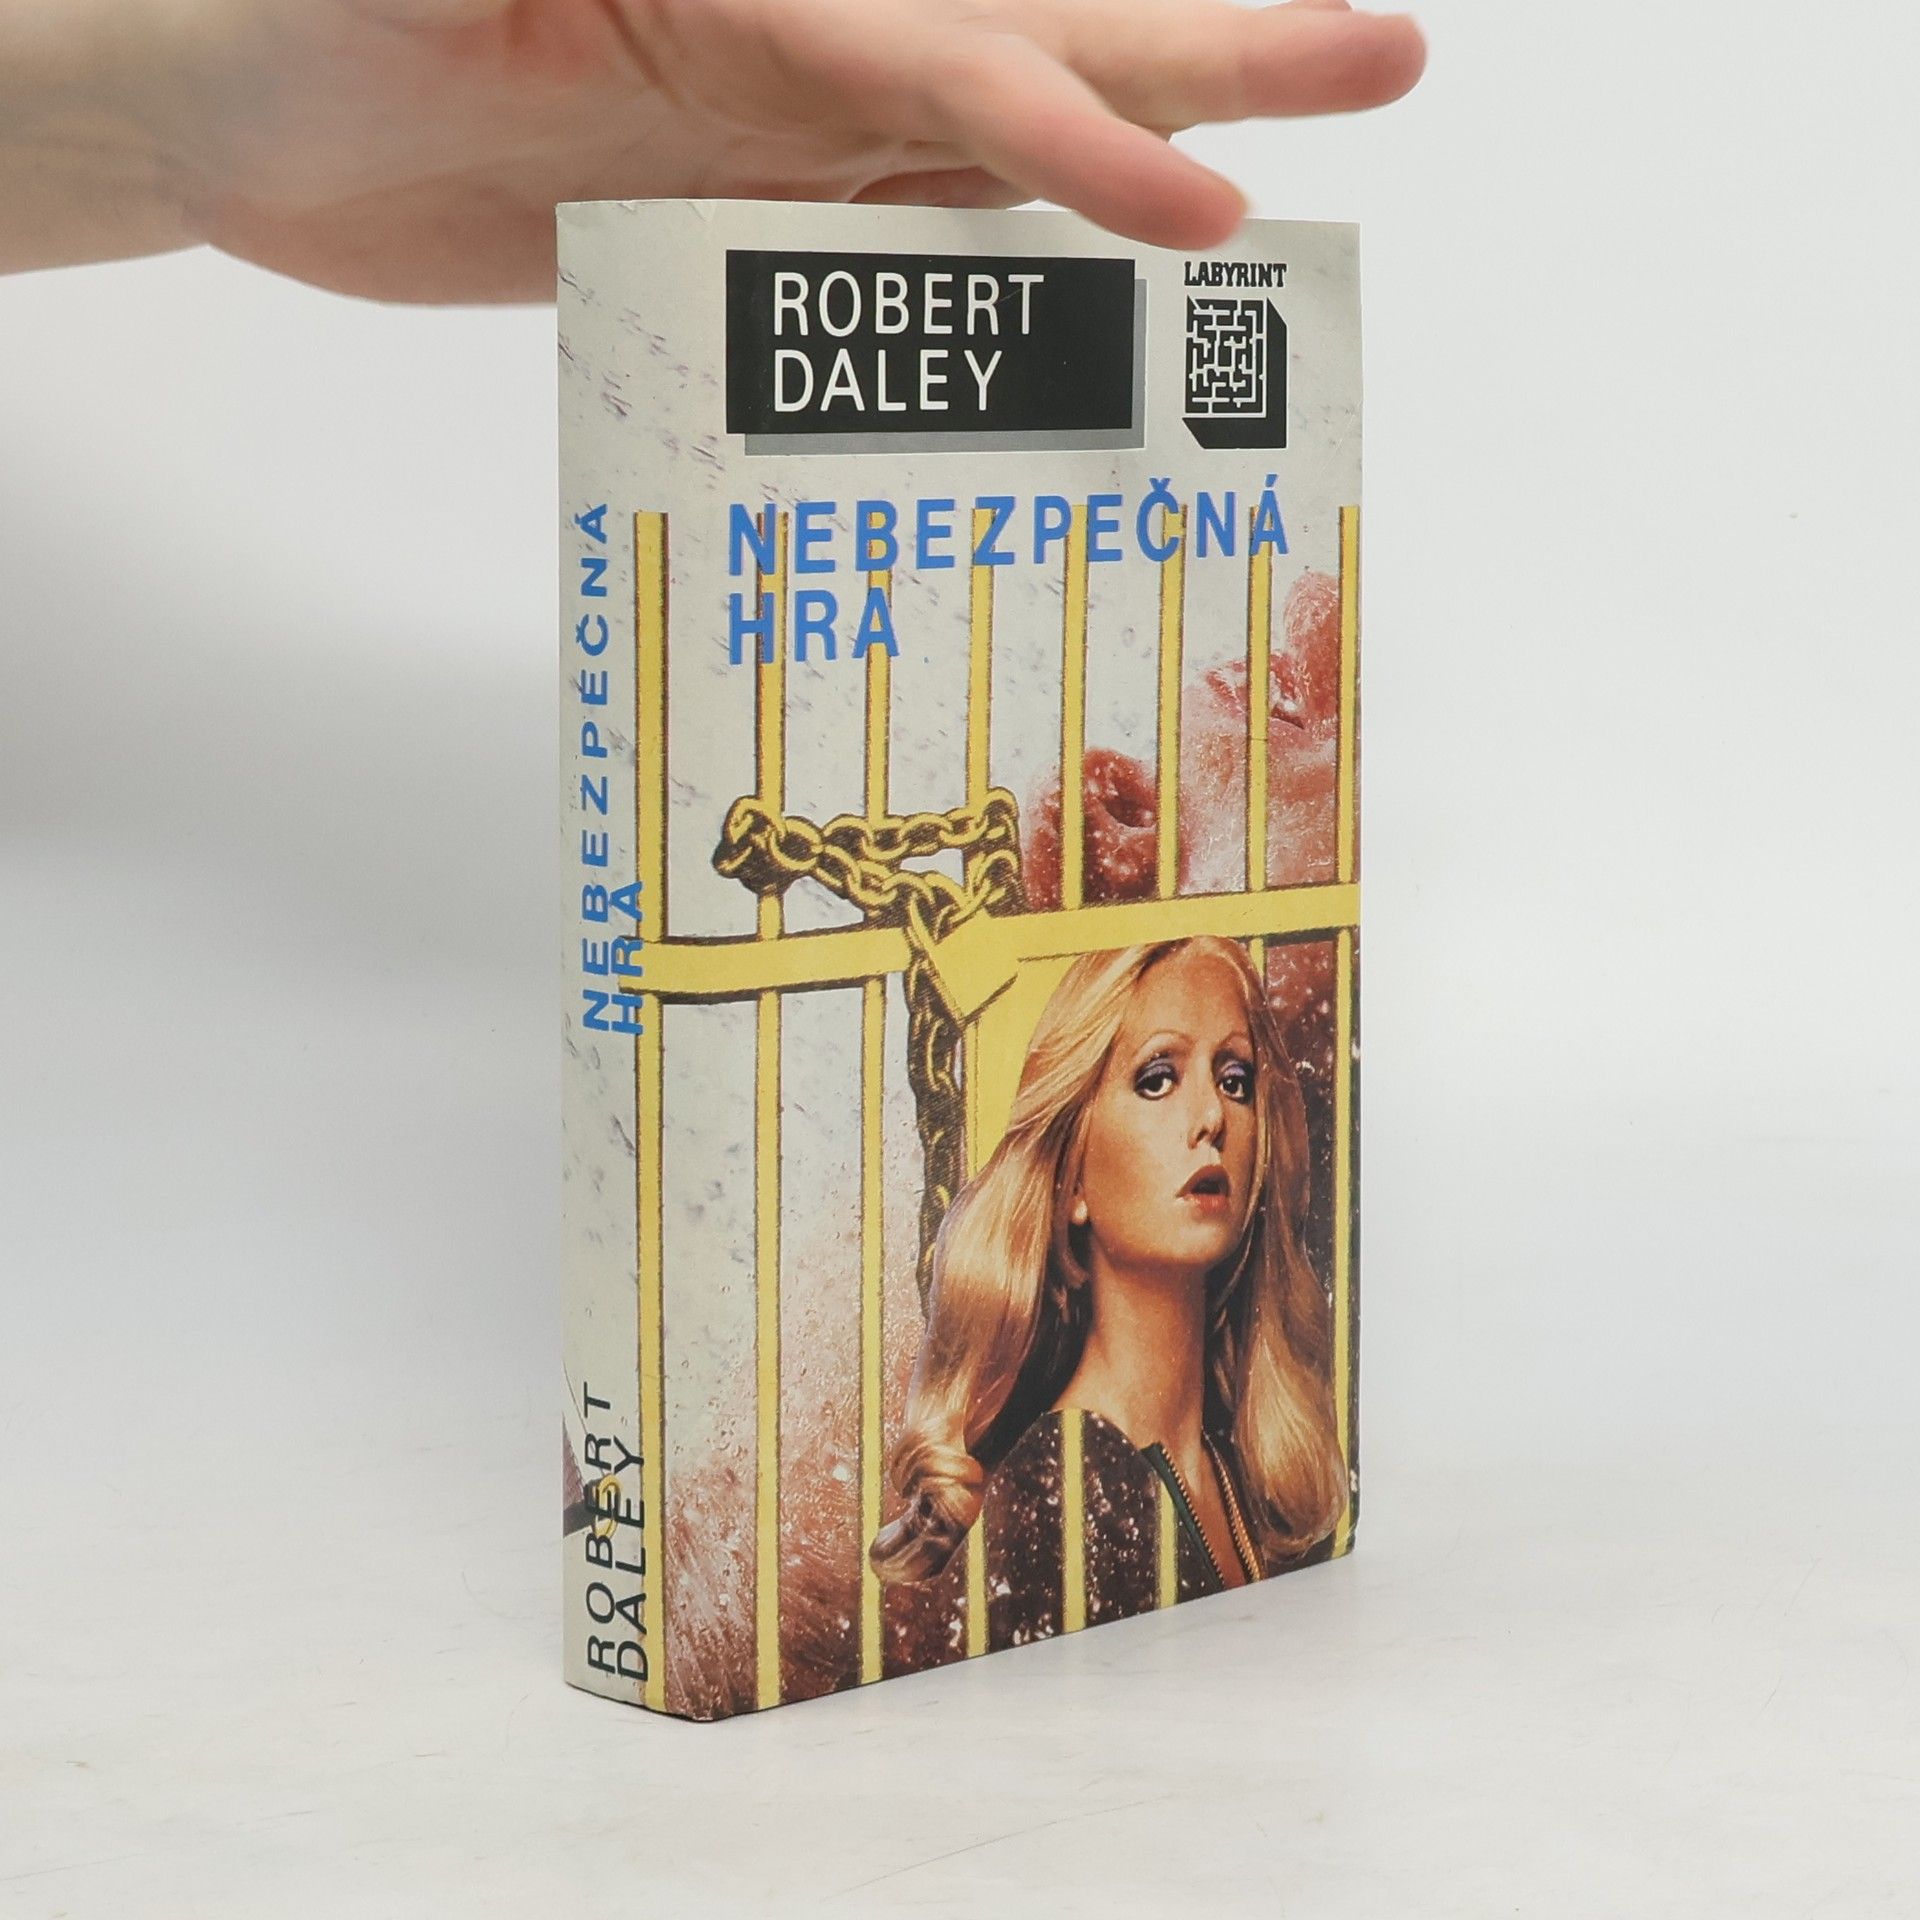 ROBERT
DALEY
LABYRINT
NEBEZPEČNÁ
HRA
NEBEZPEČNÁ
HRA
ROBERT
DALEY